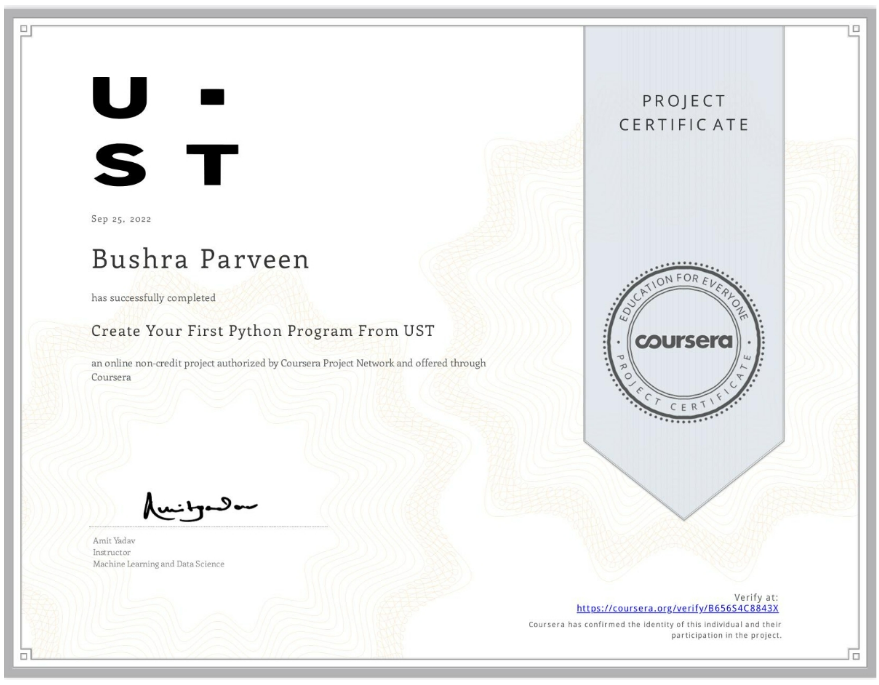 U ·
S T
Sep 25, 2022
Bushra Parveen
has successfully completed
Create Your First Python Program From UST
an online non-credit project authorized by Coursera Project Network and offered through
Coursera
Amit Yadav
Amit Yadav
Instructor
Machine Learning and Data Science
PROJECT
CERTIFICATE
EDUCATION FOR EVERYONE
coursera
PROJECT CERTIFICATE
Verify at:
https://coursera.org/verify/B656S4C8843X
Coursera has confirmed the identity of this individual and their
participation in the project.